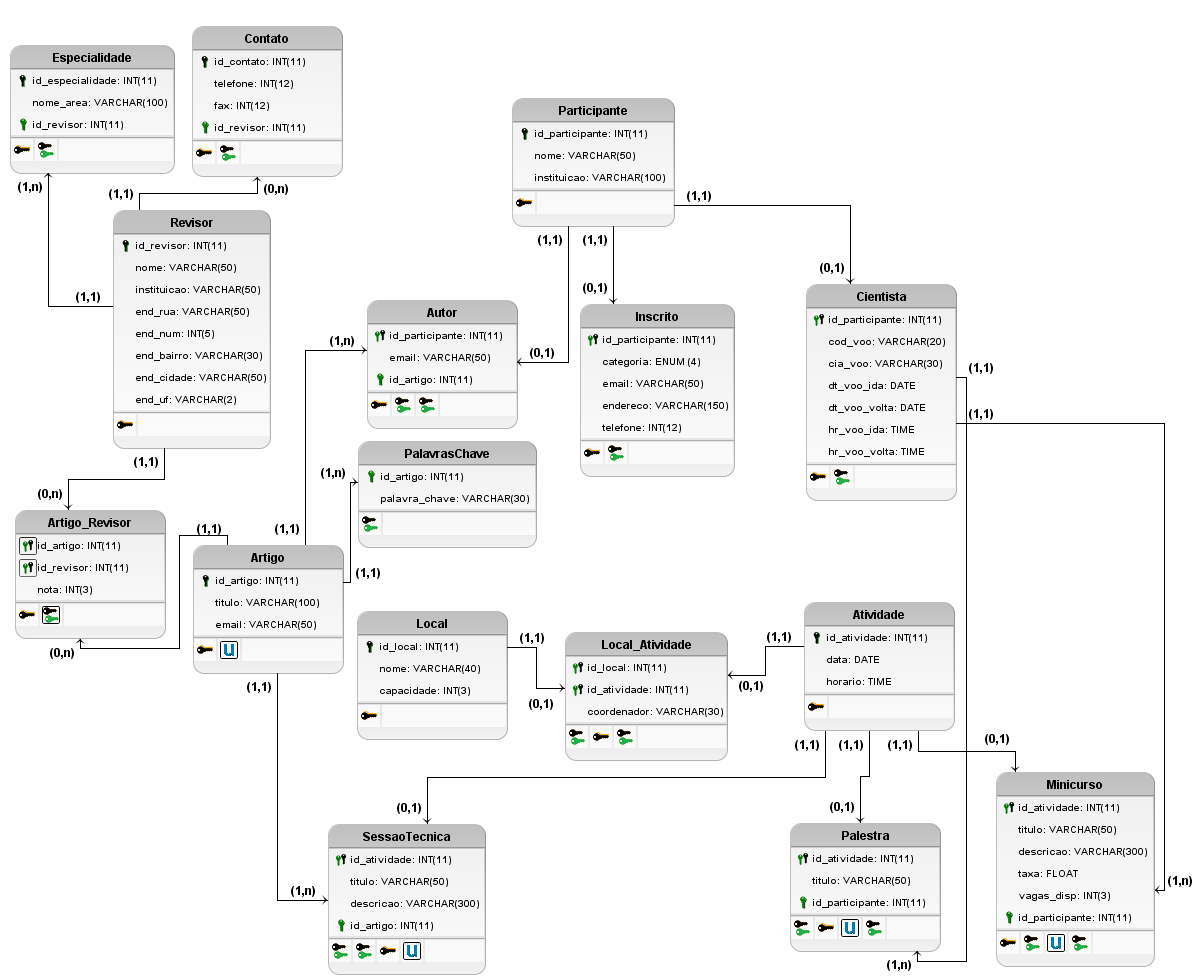 Especialidade
id_especialidade: INT(11)
nome_area: VARCHAR(100)
id_revisor: INT(11)
(1,n)
Contato
id_contato: INT(11)
telefone: INT(12)
fax: INT(12)
id_revisor: INT(11)
(1,1)
(0,n)
Revisor
id_revisor: INT(11)
nome: VARCHAR(50)
instituicao: VARCHAR(50)
end_rua: VARCHAR(50)
end_num: INT(5)
end_bairro: VARCHAR(30)
end_cidade: VARCHAR(50)
end_uf: VARCHAR(2)
(1,1)
(1,1)
(0,n)
Participante
id_participante: INT(11)
nome: VARCHAR(50)
instituicao: VARCHAR(100)
(1,1)
(1,1)
(1,1)
(0,1)
(0,1)
(0,1)
Autor
id_participante: INT(11)
email: VARCHAR(50)
id_artigo: INT(11)
(1,n)
Inscrito
id_participante: INT(11)
categoria: ENUM (4)
email: VARCHAR(50)
endereco: VARCHAR(150)
telefone: INT(12)
Cientista
id_participante: INT(11)
cod_voo: VARCHAR(20)
cia_voo: VARCHAR(30)
dt_voo_ida: DATE
dt_voo_volta: DATE
hr_voo_ida: TIME
hr_voo_volta: TIME
(1,1)
(1,1)
PalavrasChave
id_artigo: INT(11)
palavra_chave: VARCHAR(30)
(1,n)
Artigo_Revisor
id_artigo: INT(11)
id_revisor: INT(11)
nota: INT(3)
(0,n)
(1,1)
(1,1)
(1,1)
Artigo
id_artigo: INT(11)
titulo: VARCHAR(100)
email: VARCHAR(50)
u
(1,1)
Local
id_local: INT(11)
nome: VARCHAR(40)
capacidade: INT(3)
(1,1)
(0,1)
Local_Atividade
id_local: INT(11)
id_atividade: INT(11)
coordenador: VARCHAR(30)
(1,1)
(0,1)
Atividade
id_atividade: INT(11)
data: DATE
horario: TIME
(1,1)
(1,1)
(1,1)
(0,1)
(0,1)
(0,1)
SessaoTecnica
id_atividade: INT(11)
titulo: VARCHAR(50)
descricao: VARCHAR(300)
id_artigo: INT(11)
u
(1,n)
Palestra
id_atividade: INT(11)
titulo: VARCHAR(50)
id_participante: INT(11)
u
(1,n)
Minicurso
id_atividade: INT(11)
titulo: VARCHAR(50)
descricao: VARCHAR(300)
taxa: FLOAT
vagas_disp: INT(3)
id_participante: INT(11)
u
(1,n)